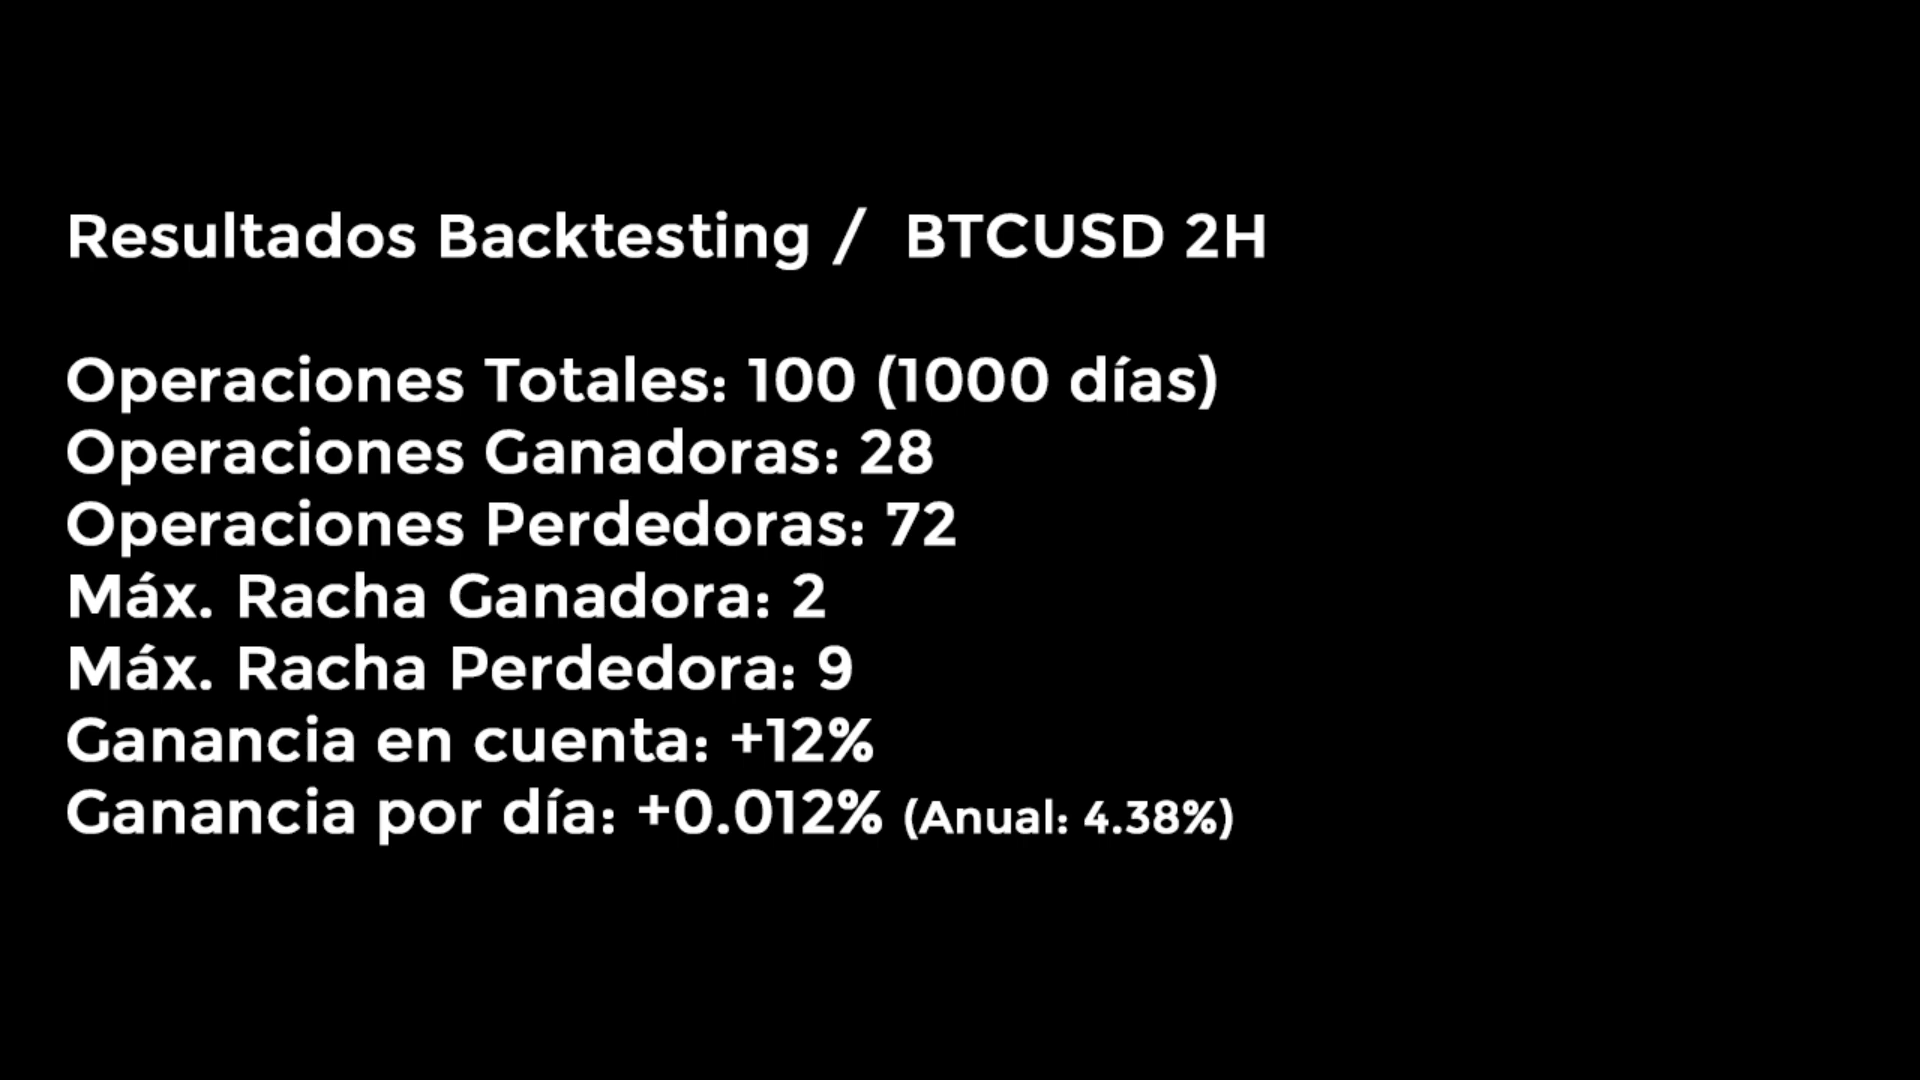 Resultados Backtesting / BTCUSD 2H
Operaciones Totales: 100 (1000 días)
Operaciones Ganadoras: 28
Operaciones Perdedoras: 72
Máx. Racha Ganadora: 2
Máx. Racha Perdedora: 9
Ganancia en cuenta: +12%
Ganancia por día: +0.012% (Anual: 4.38%)